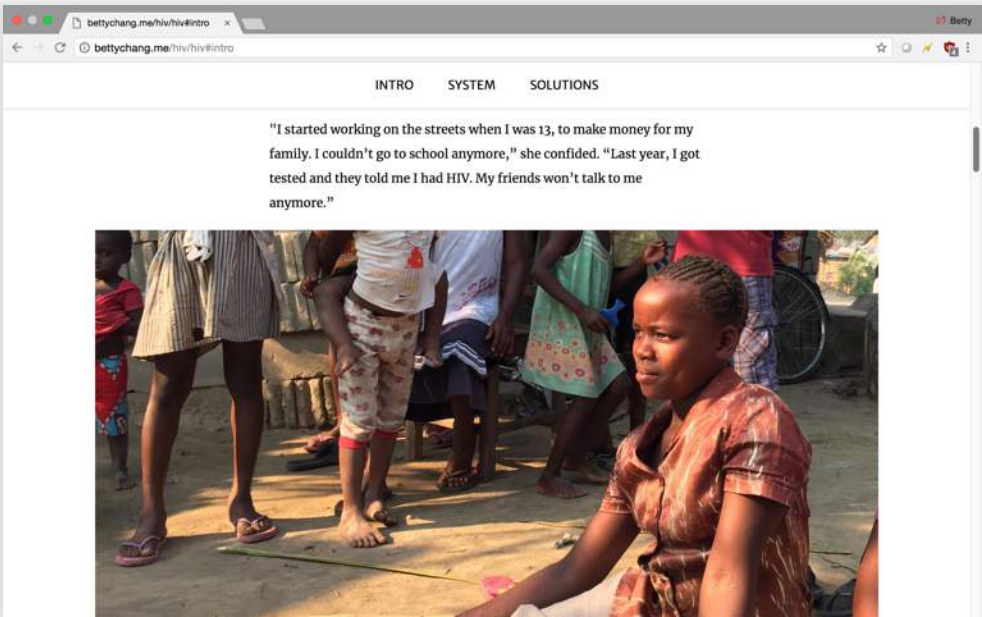 bettychang.me/hiv/hiv#intro
Betty
bettychang.me/hiv/hiv#intro
INTRO SYSTEM SOLUTIONS
"I started working on the streets when I was 13, to make money for my
family. I couldn't go to school anymore,” she confided. “Last year, I got
tested and they told me I had HIV. My friends won’t talk to me
anymore.”